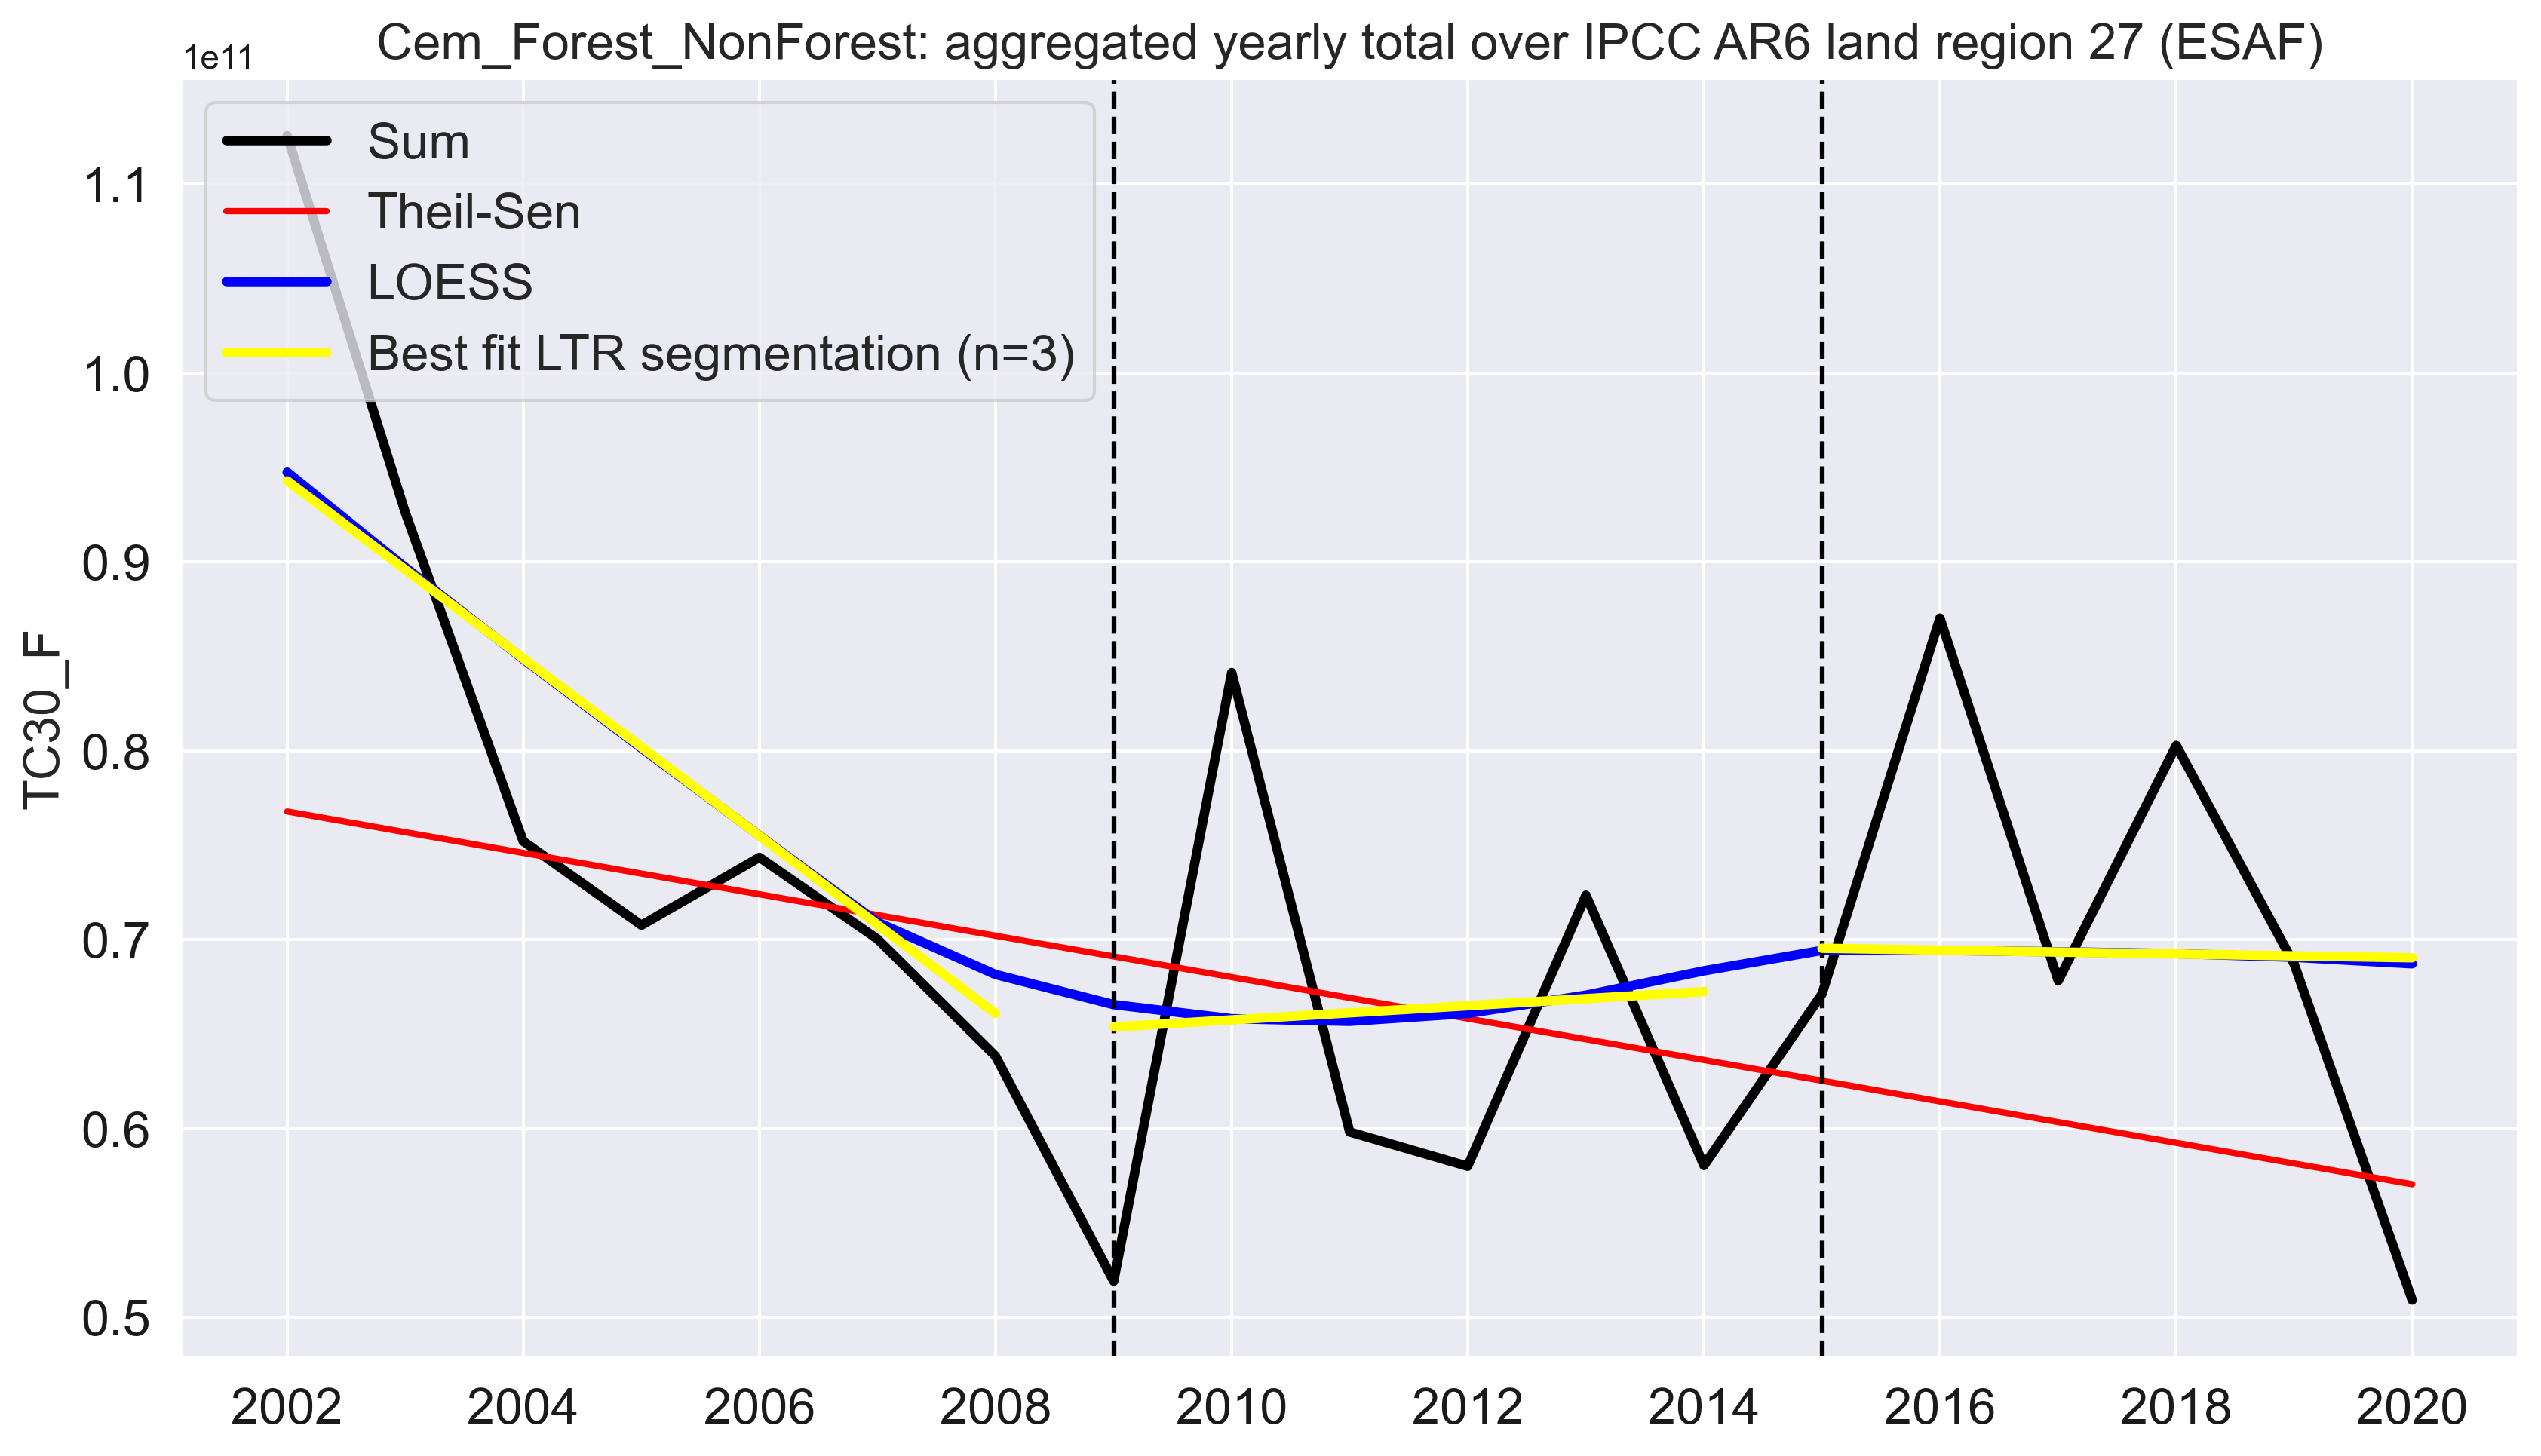 Cem_Forest_NonForest: aggregated yearly total over IPCC AR6 land region 27 (ESAF)
1e11
Sum
Theil-Sen
LOESS
Best fit LTR segmentation (n=3)
TC30_F
1.1
1.0
0.9
0.8
0.7
0.6
0.5
2002 2004 2006 2008 2010 2012 2014 2016 2018 2020